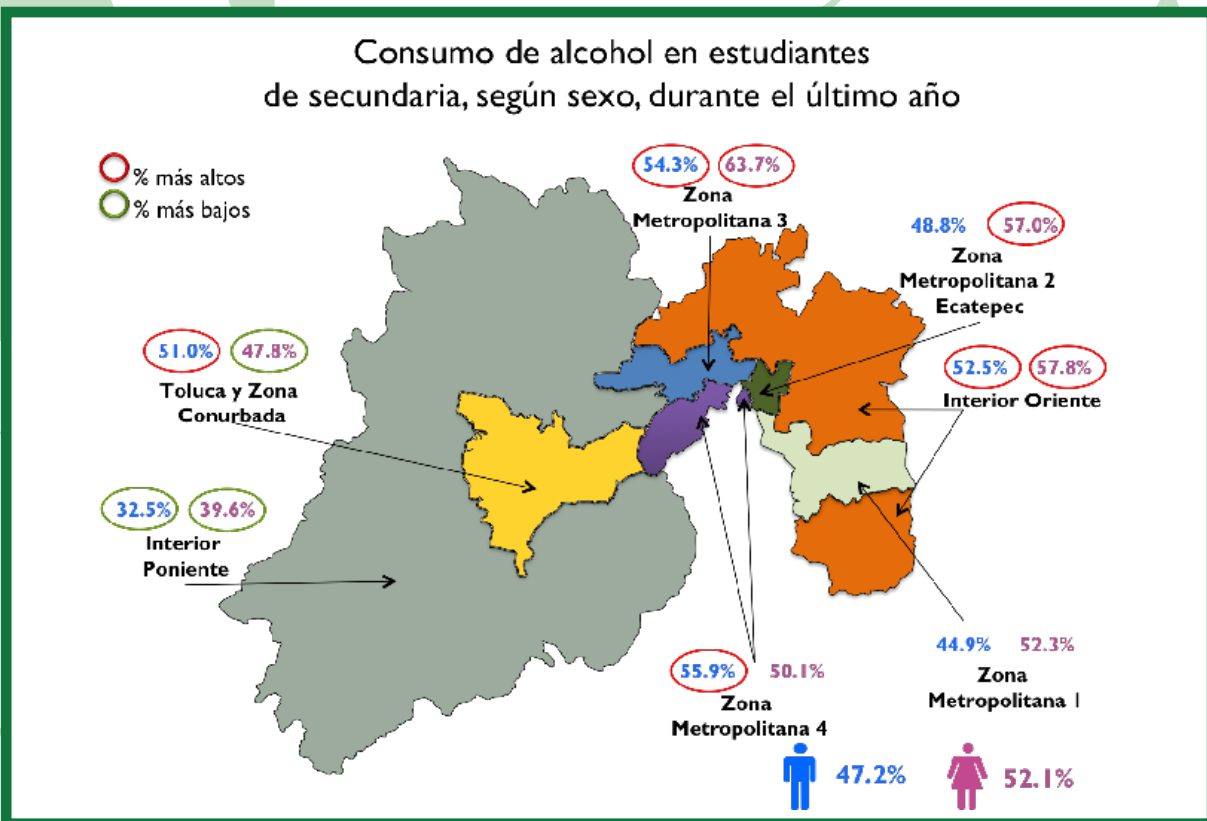 Consumo de alcohol en estudiantes
de secundaria, según sexo, durante el último año
% más altos
% más bajos
54.3% 63.7%
Zona
Metropolitana 3
48.8% 57.0%
Zona
Metropolitana 2
Ecatepec
51.0% 47.8%
Toluca y Zona
Conurbada
52.5% 57.8%
Interior Oriente
32.5% 39.6%
Interior
Poniente
55.9% 50.1%
Zona
Metropolitana 4
44.9% 52.3%
Zona
Metropolitana 1
47.2% 52.1%